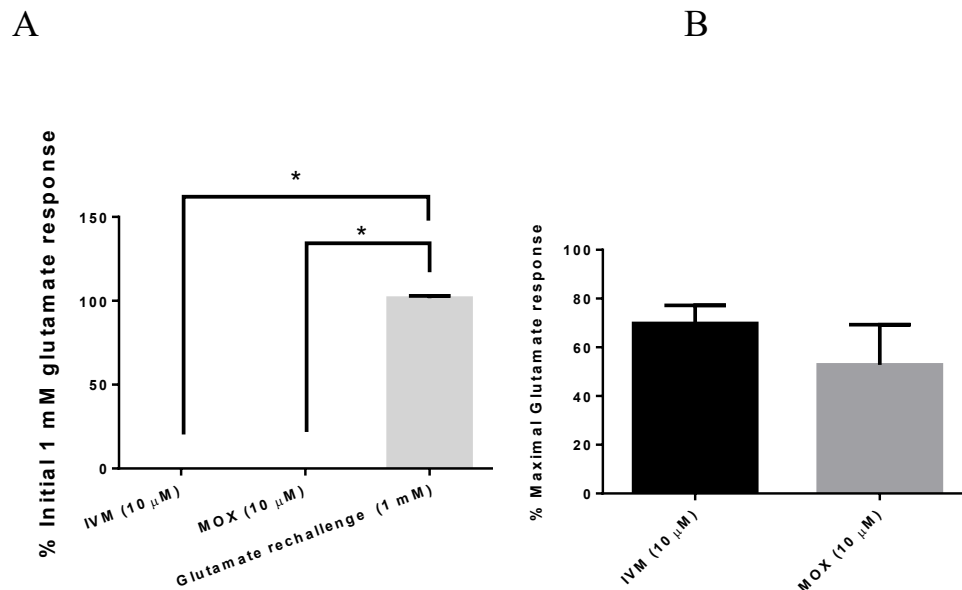 A
B
% Initial 1 mM glutamate response
150
100
50
0
*
*
IVM (10 μM)
MOX (10 μM)
Glutamate rechallenge (1 mM)
% Maximal Glutamate response
100
80
60
40
20
0
IVM (10 μM)
MOX (10 μM)